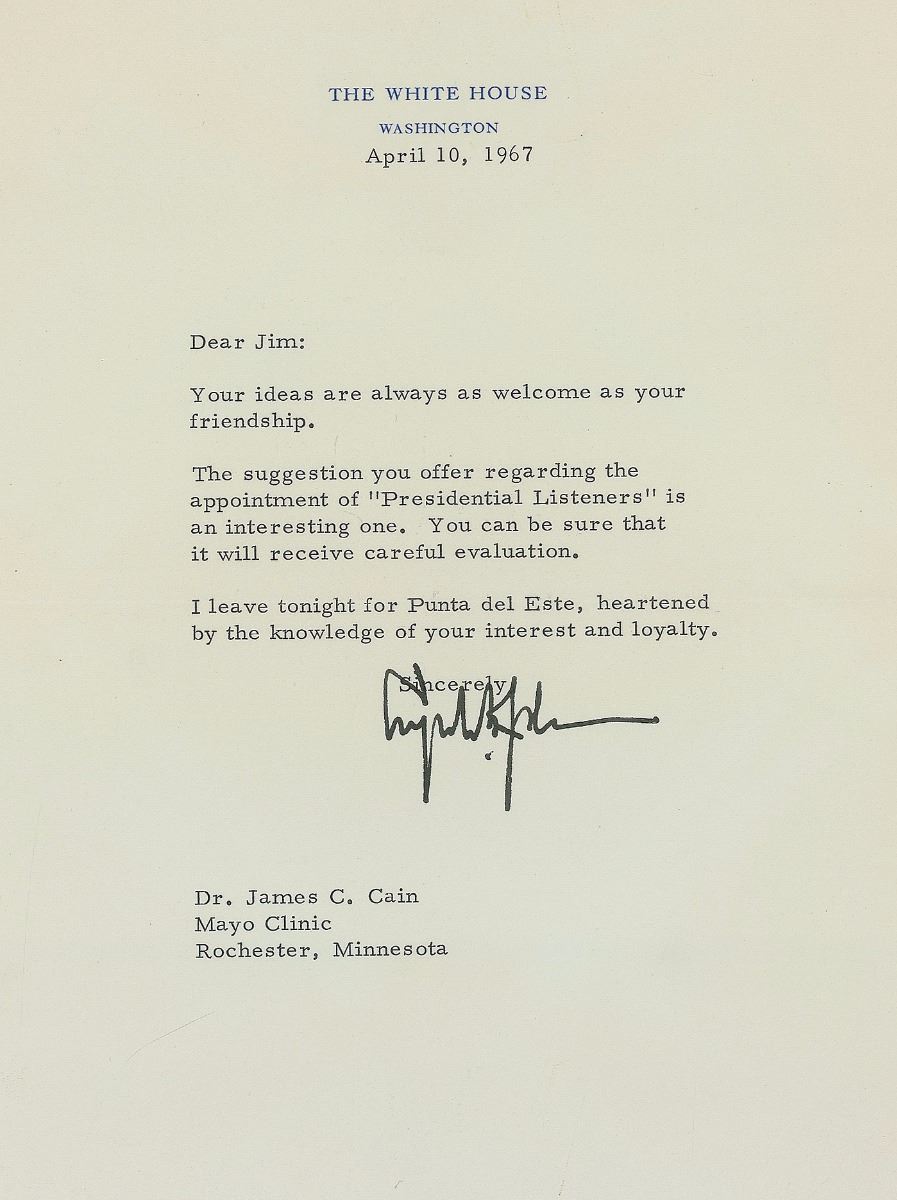 THE WHITE HOUSE
WASHINGTON
April 10, 1967
Dear Jim:
Your ideas are always as welcome as your
friendship.
The suggestion you offer regarding the
appointment of "Presidential Listeners" is
an interesting one. You can be sure that
it will receive careful evaluation.
I leave tonight for Punta del Este, heartened
by the knowledge of your interest and loyalty.
Sincerely,
Dr. James C. Cain
Mayo Clinic
Rochester, Minnesota